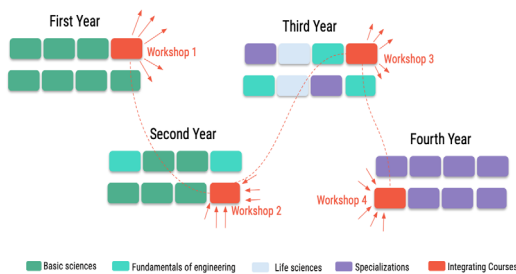 First Year
Workshop 1
Third Year
Workshop 3
Second Year
Workshop 2
Fourth Year
Workshop 4
Basic sciences
Fundamentals of engineering
Life sciences
Specializations
Integrating Courses